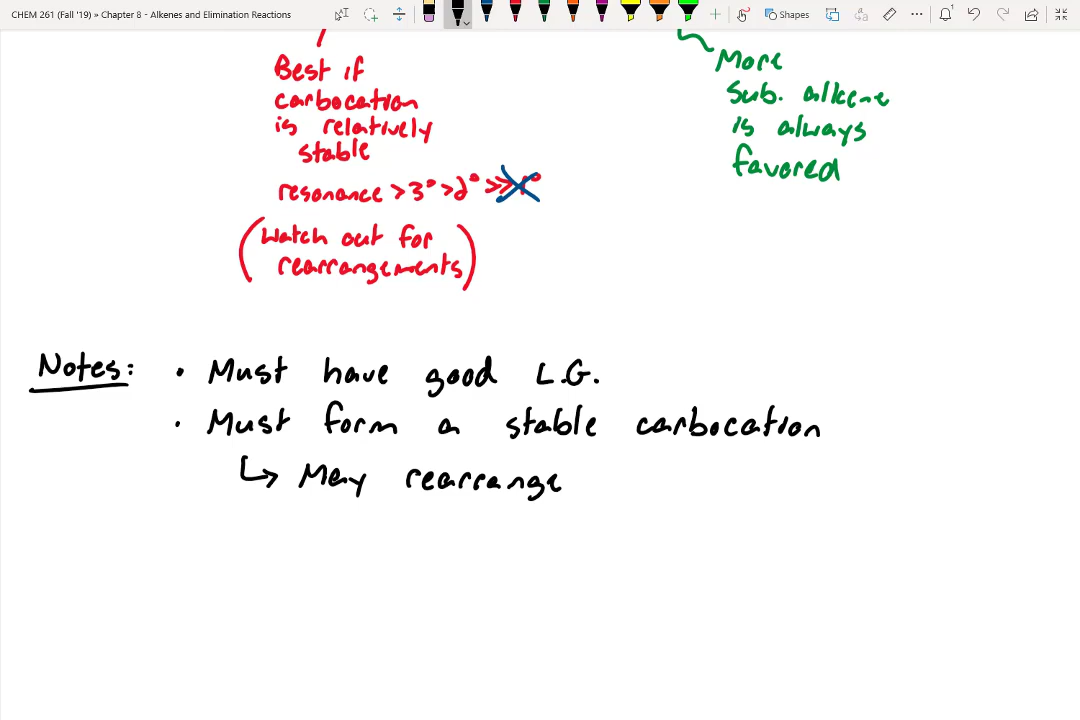 CHEM 261 (Fall '19) » Chapter 8 - Alkenes and Elimination Reactions
Shapes
Best if
carbocation
is relatively
stable
resonance > 3° > 2° >> 1°
(Watch out for
rearrangements)
More
Sub. alkene
is always
favored
Notes:
• Must have good L.G.
• Must form a stable carbocation
↳ May rearrange